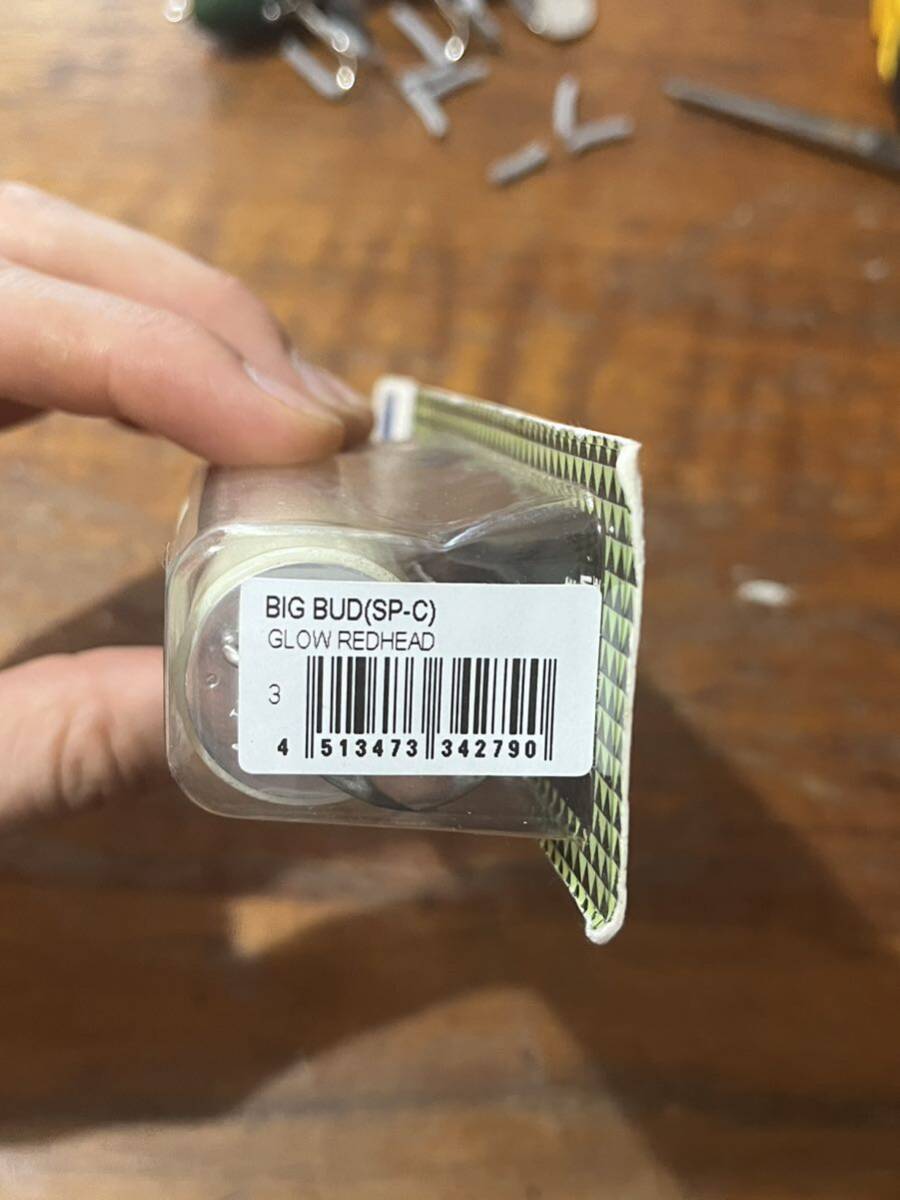 BIG BUD(SP-C)
GLOW REDHEAD
3
4 513473 342790